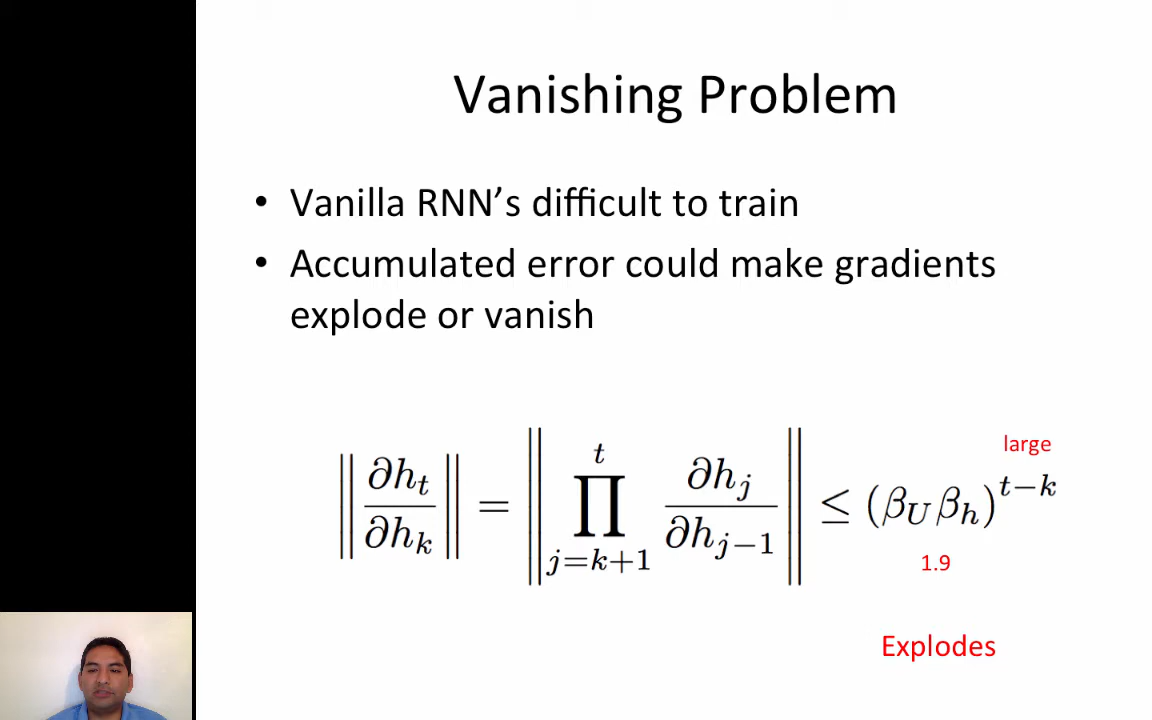 Vanishing Problem
• Vanilla RNN’s difficult to train
• Accumulated error could make gradients
explode or vanish
large
‖∂h_t/∂h_k‖ = ‖∏_{j=k+1}^{t} ∂h_j/∂h_{j−1}‖ ≤ (β_U β_h)^{t−k}
1.9
Explodes